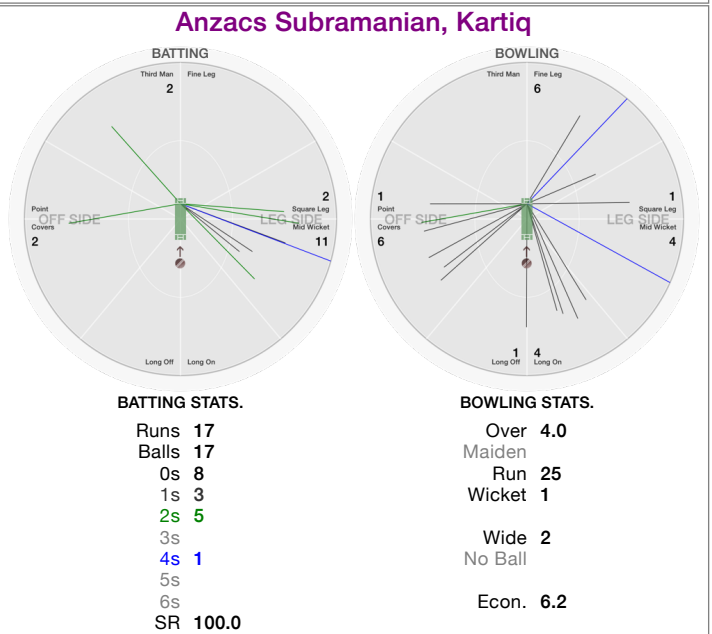 Anzacs Subramanian, Kartiq
BATTING
Third Man Fine Leg
2
2
Point Square Leg
OFF SIDE LEG SIDE
Covers Mid Wicket
2 11
Long Off Long On
BOWLING
Third Man Fine Leg
6
1 1
Point Square Leg
OFF SIDE LEG SIDE
Covers Mid Wicket
6 4
1 4
Long Off Long On
BATTING STATS.
Runs 17
Balls 17
0s 8
1s 3
2s 5
3s
4s 1
5s
6s
SR 100.0
BOWLING STATS.
Over 4.0
Maiden
Run 25
Wicket 1
Wide 2
No Ball
Econ. 6.2